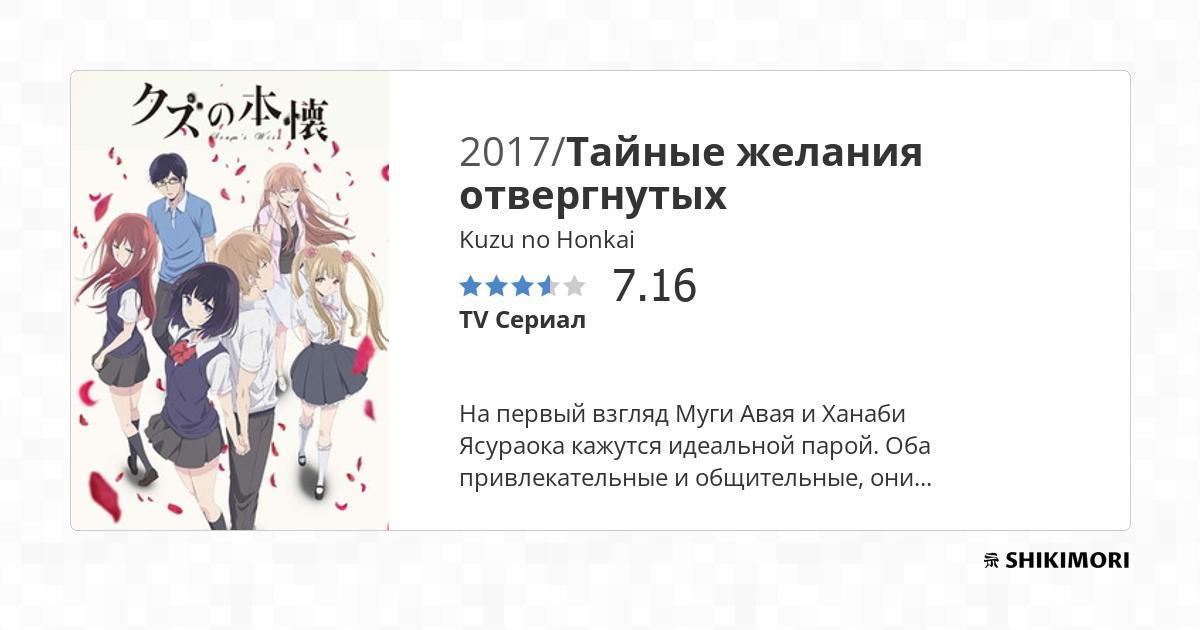 クズの本懐
Scum's Wish
2017/Тайные желания
отвергнутых
Kuzu no Honkai
7.16
TV Сериал
На первый взгляд Муги Авая и Ханаби
Ясураока кажутся идеальной парой. Оба
привлекательные и общительные, они...
SHIKIMORI